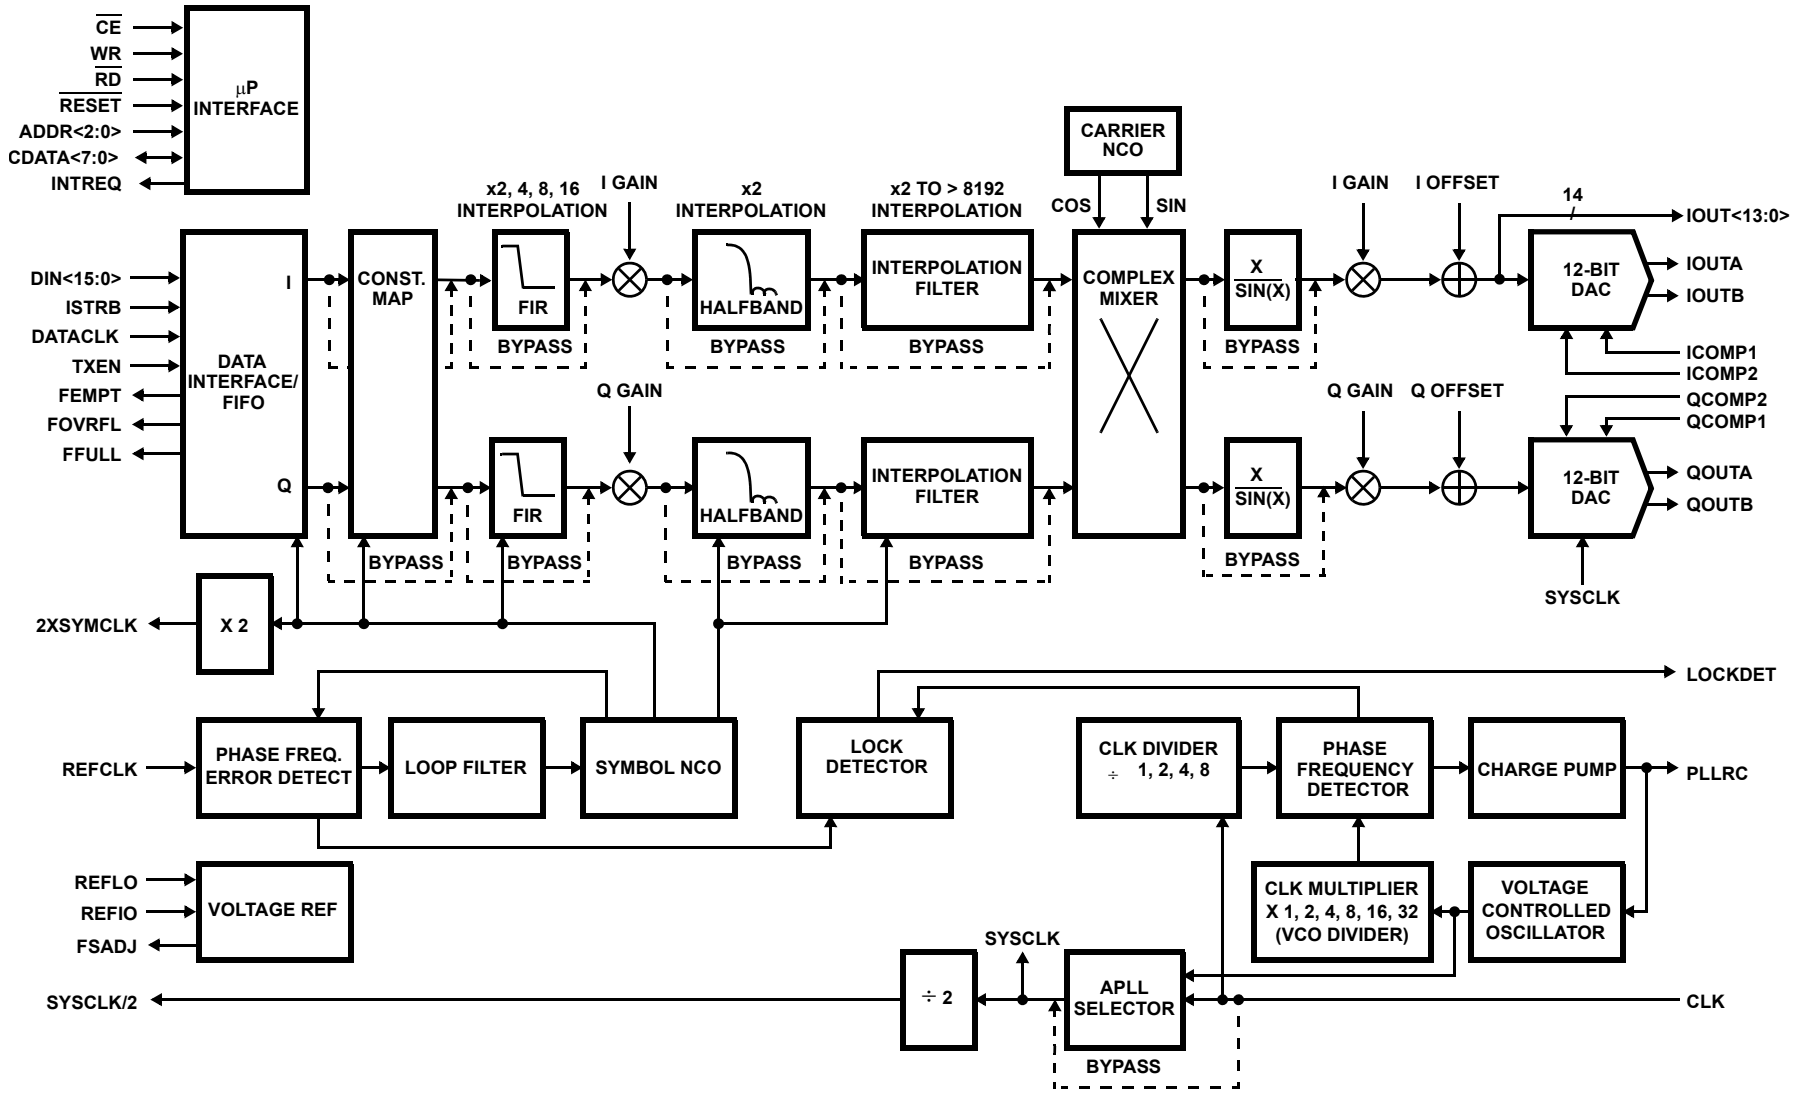 CE
WR
RD
RESET
ADDR<2:0>
CDATA<7:0>
INTREQ
µP
INTERFACE
CARRIER
NCO
COS
SIN
x2, 4, 8, 16
INTERPOLATION
I GAIN
x2
INTERPOLATION
x2 TO > 8192
INTERPOLATION
I GAIN
I OFFSET
14
IOUT<13:0>
DIN<15:0>
ISTRB
DATACLK
TXEN
FEMPT
FOVRFL
FFULL
I
DATA
INTERFACE/
FIFO
Q
CONST.
MAP
FIR
BYPASS
HALFBAND
BYPASS
INTERPOLATION
FILTER
BYPASS
COMPLEX
MIXER
X
SIN(X)
BYPASS
12-BIT
DAC
IOUTA
IOUTB
ICOMP1
ICOMP2
QCOMP2
QCOMP1
Q GAIN
Q GAIN
Q OFFSET
BYPASS
FIR
BYPASS
HALFBAND
BYPASS
INTERPOLATION
FILTER
BYPASS
X
SIN(X)
BYPASS
12-BIT
DAC
QOUTA
QOUTB
SYSCLK
2XSYMCLK
X 2
LOCKDET
REFCLK
PHASE FREQ.
ERROR DETECT
LOOP FILTER
SYMBOL NCO
LOCK
DETECTOR
CLK DIVIDER
÷ 1, 2, 4, 8
PHASE
FREQUENCY
DETECTOR
CHARGE PUMP
PLLRC
REFLO
REFIO
FSADJ
VOLTAGE REF
CLK MULTIPLIER
X 1, 2, 4, 8, 16, 32
(VCO DIVIDER)
VOLTAGE
CONTROLLED
OSCILLATOR
SYSCLK
SYSCLK/2
÷ 2
APLL
SELECTOR
BYPASS
CLK